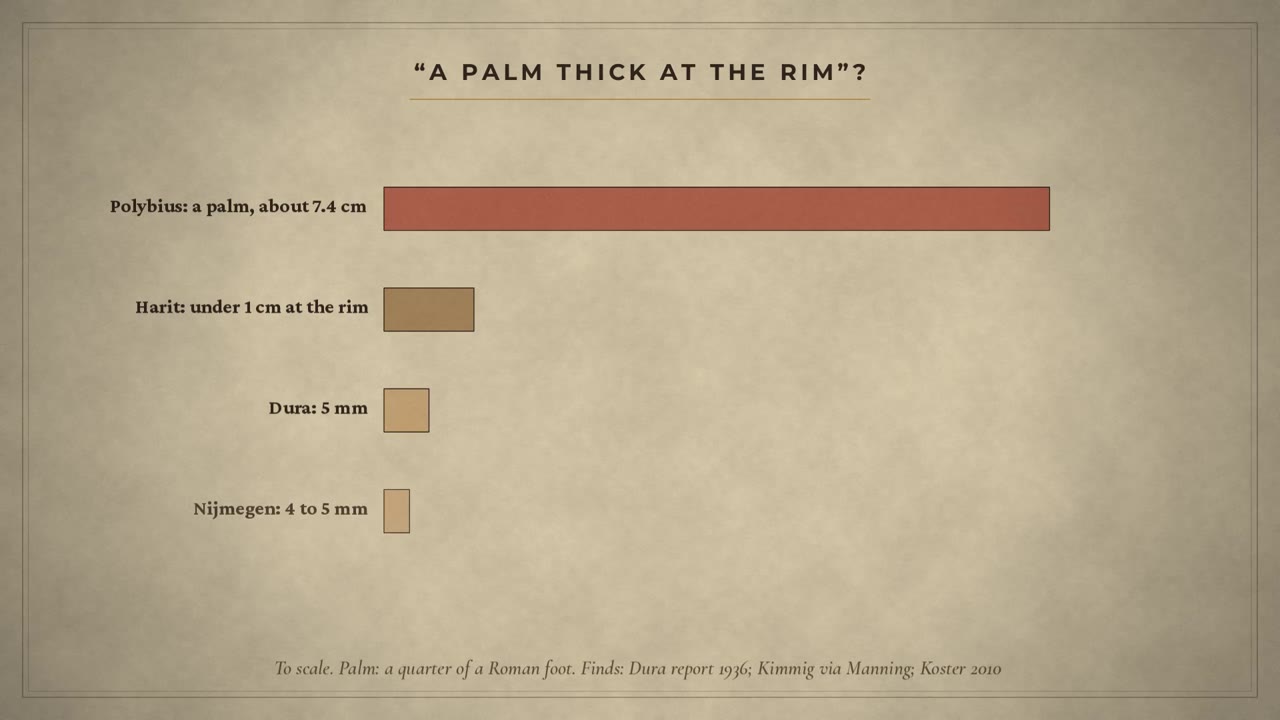 “A PALM THICK AT THE RIM”?
Polybius: a palm, about 7.4 cm
Harit: under 1 cm at the rim
Dura: 5 mm
Nijmegen: 4 to 5 mm
To scale. Palm: a quarter of a Roman foot. Finds: Dura report 1936; Kimmig via Manning; Koster 2010